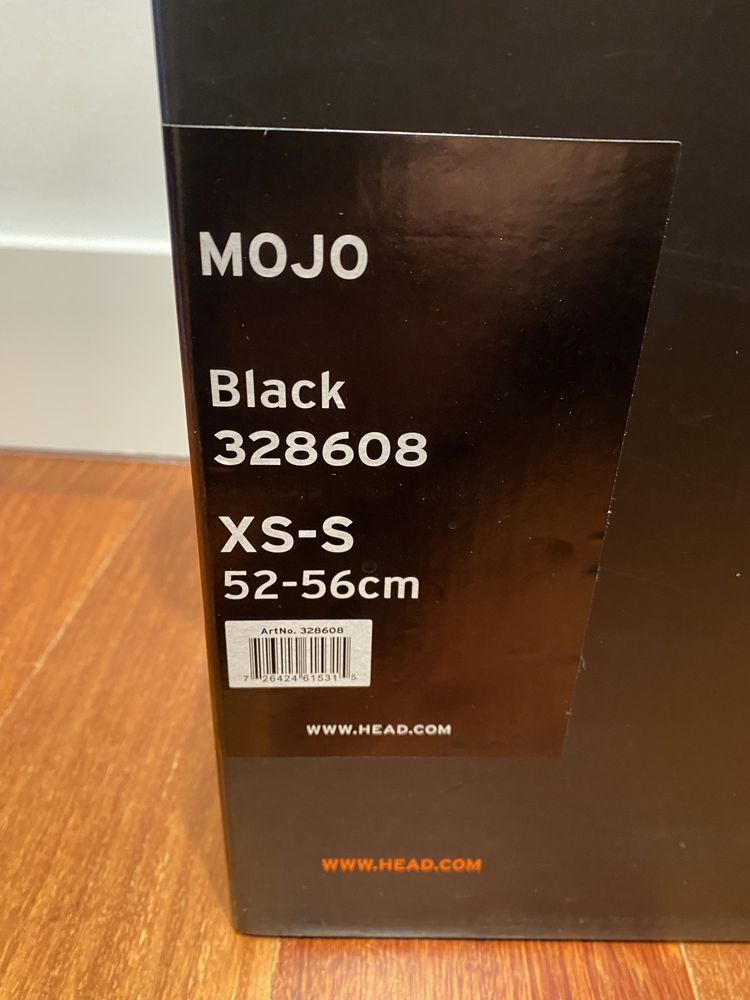 MOJO
Black
328608
XS-S
52-56cm
ArtNo. 328608
7 26424 61531 5
WWW.HEAD.COM
WWW.HEAD.COM